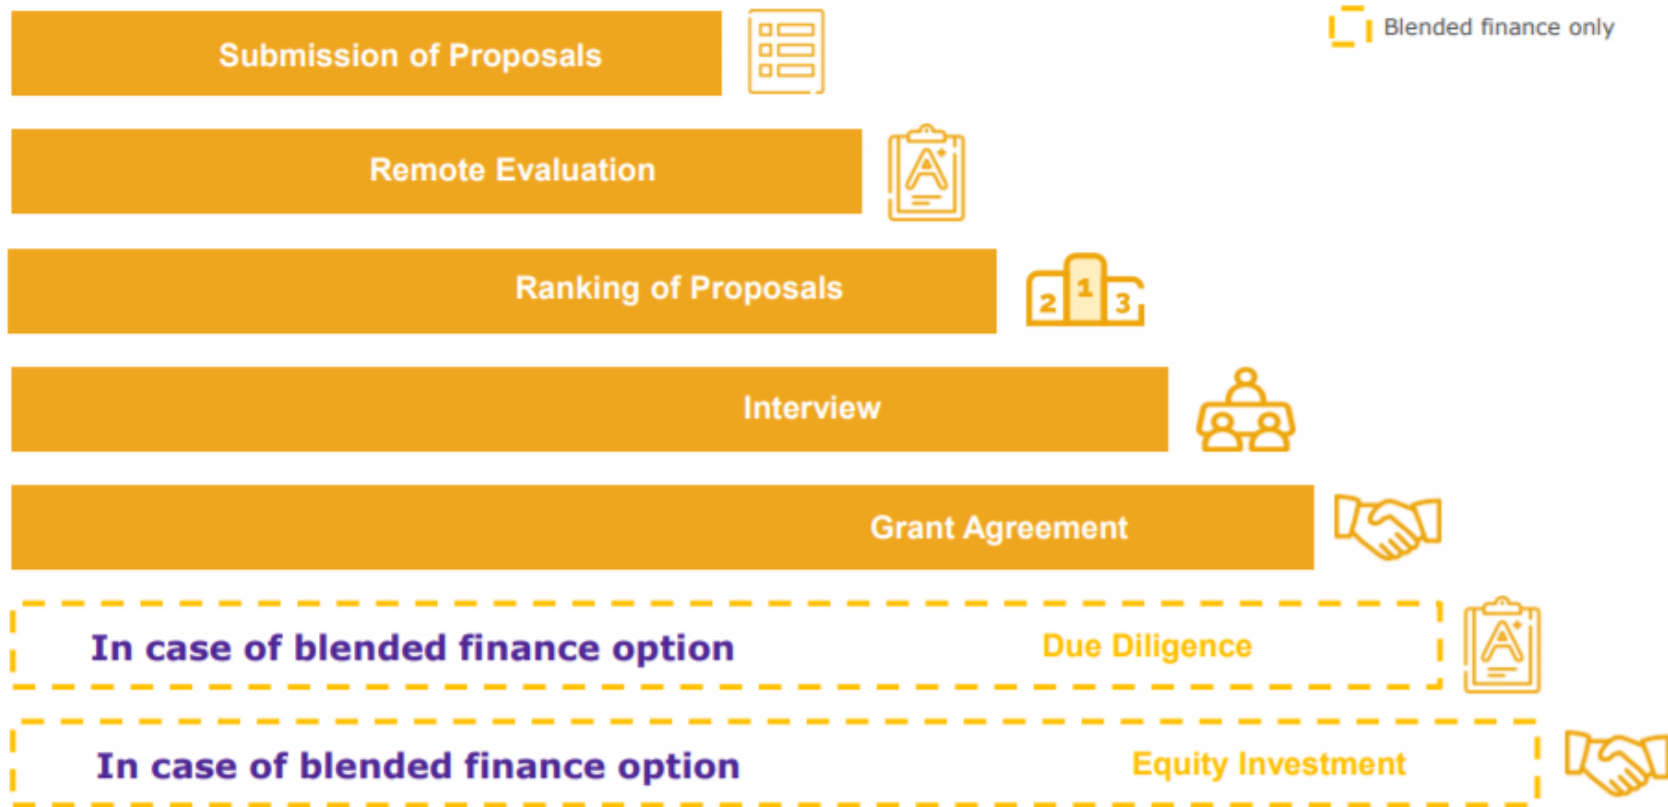 Submission of Proposals
Blended finance only
Remote Evaluation
A+
Ranking of Proposals
2 1 3
Interview
Grant Agreement
In case of blended finance option Due Diligence
A+
In case of blended finance option Equity Investment